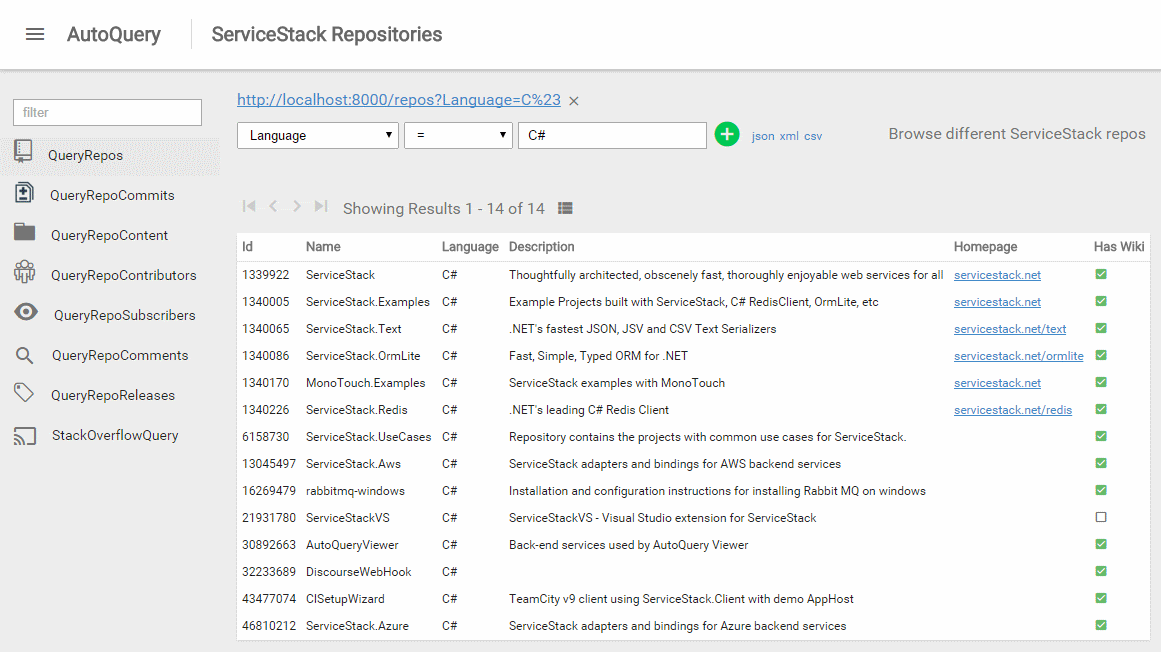 AutoQuery ServiceStack Repositories
filter
QueryRepos
QueryRepoCommits
QueryRepoContent
QueryRepoContributors
QueryRepoSubscribers
QueryRepoComments
QueryRepoReleases
StackOverflowQuery
http://localhost:8000/repos?Language=C%23 ×
Language = C# json xml csv Browse different ServiceStack repos
Showing Results 1 - 14 of 14
Id Name Language Description Homepage Has Wiki
1339922 ServiceStack C# Thoughtfully architected, obscenely fast, thoroughly enjoyable web services for all servicestack.net
1340005 ServiceStack.Examples C# Example Projects built with ServiceStack, C# RedisClient, OrmLite, etc servicestack.net
1340065 ServiceStack.Text C# .NET's fastest JSON, JSV and CSV Text Serializers servicestack.net/text
1340086 ServiceStack.OrmLite C# Fast, Simple, Typed ORM for .NET servicestack.net/ormlite
1340170 MonoTouch.Examples C# ServiceStack examples with MonoTouch servicestack.net
1340226 ServiceStack.Redis C# .NET's leading C# Redis Client servicestack.net/redis
6158730 ServiceStack.UseCases C# Repository contains the projects with common use cases for ServiceStack.
13045497 ServiceStack.Aws C# ServiceStack adapters and bindings for AWS backend services
16269479 rabbitmq-windows C# Installation and configuration instructions for installing Rabbit MQ on windows
21931780 ServiceStackVS C# ServiceStackVS - Visual Studio extension for ServiceStack
30892663 AutoQueryViewer C# Back-end services used by AutoQuery Viewer
32233689 DiscourseWebHook C#
43477074 CISetupWizard C# TeamCity v9 client using ServiceStack.Client with demo AppHost
46810212 ServiceStack.Azure C# ServiceStack adapters and bindings for Azure backend services